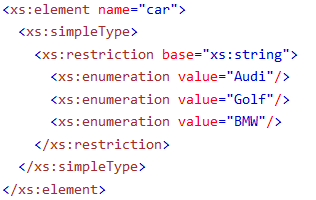 <xs:element name="car">
  <xs:simpleType>
    <xs:restriction base="xs:string">
      <xs:enumeration value="Audi"/>
      <xs:enumeration value="Golf"/>
      <xs:enumeration value="BMW"/>
    </xs:restriction>
  </xs:simpleType>
</xs:element>